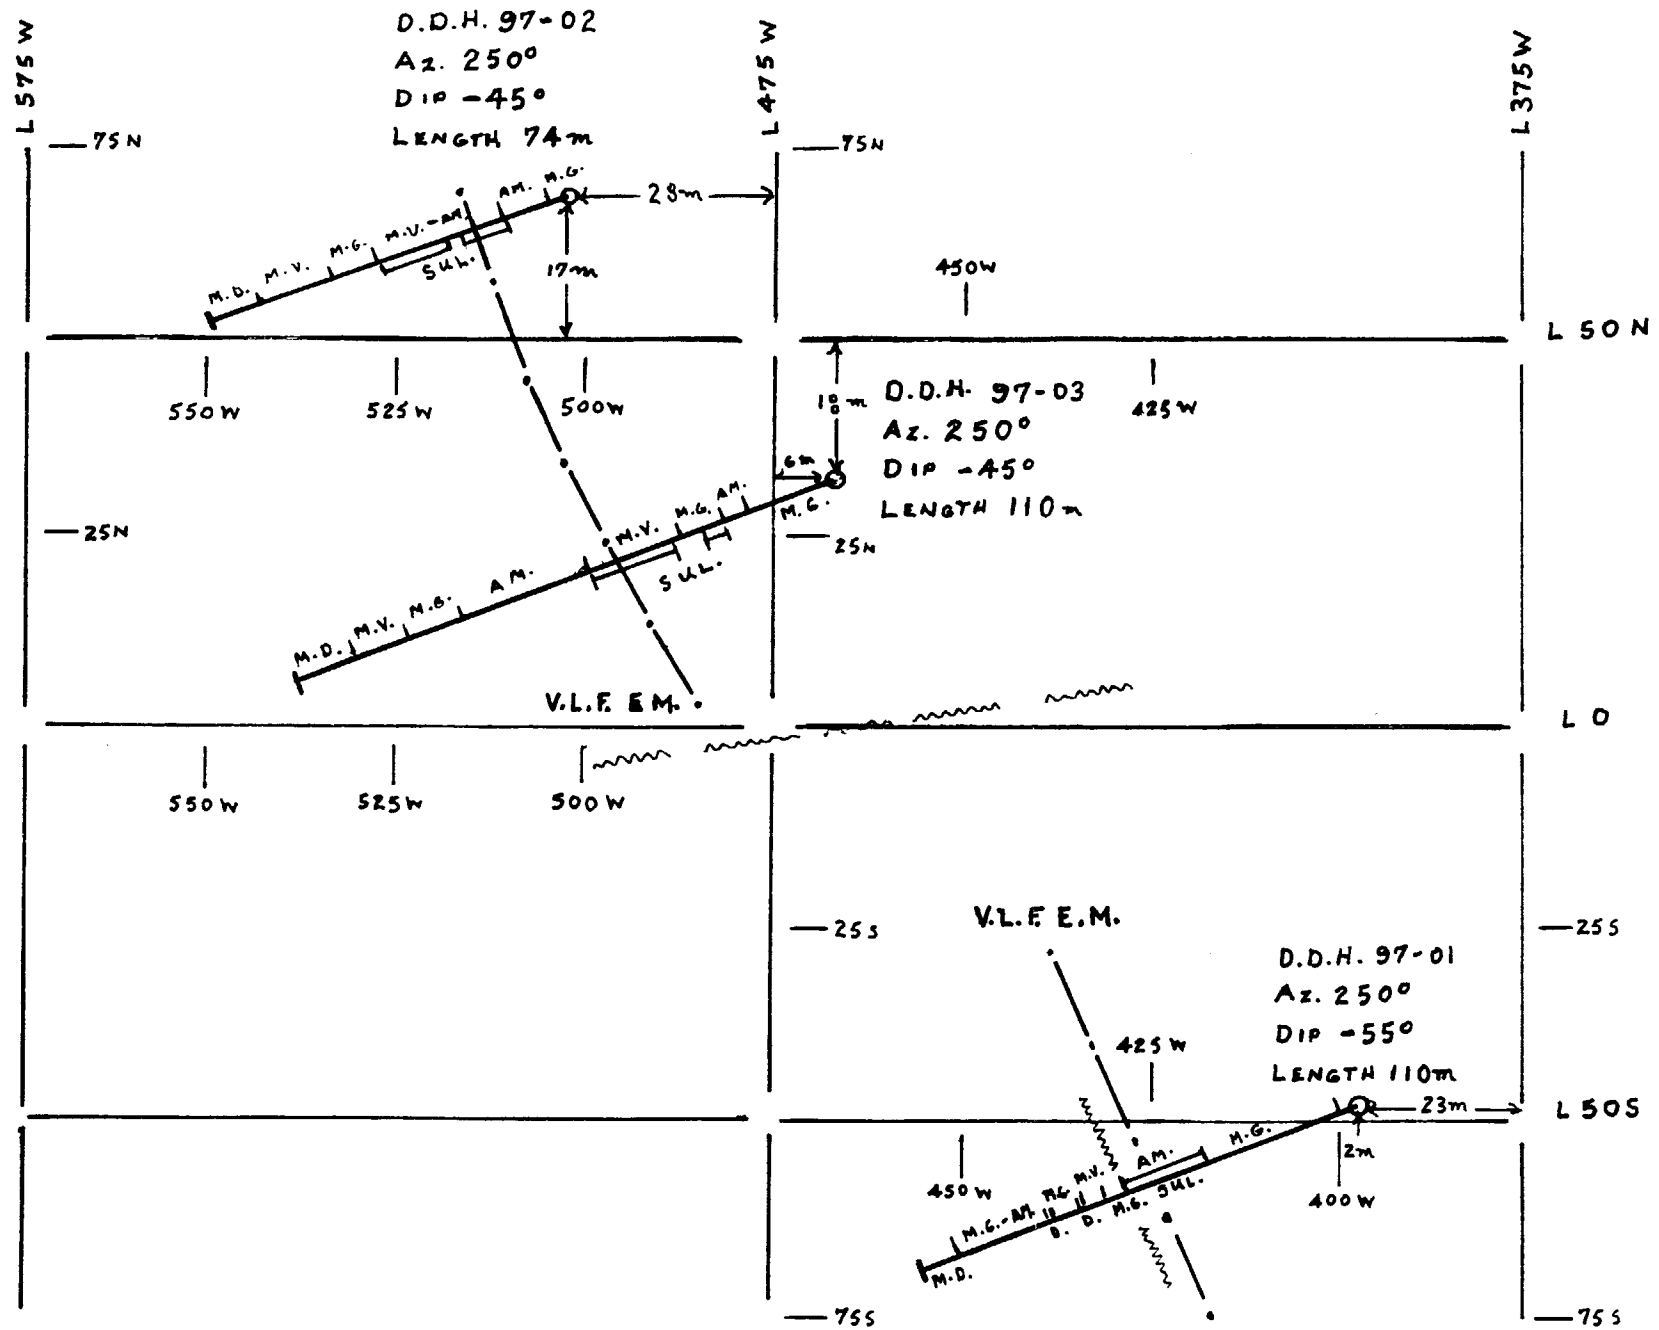 L 575 W
D.D.H. 97-02
Az. 250°
DIP -45°
LENGTH 74m
L 475 W
L 375W
75N
75N
M.G.
AM.
M.V.-AM.
M.G.
M.V.
M.D.
SUL.
28m
17m
450W
L 50N
550W
525W
500W
425W
10m
D.D.H. 97-03
Az. 250°
DIP -45°
LENGTH 110m
6m
M.G.
AM.
M.G.
M.V.
AM.
M.G.
M.V.
M.D.
SUL.
25N
25N
V.L.F. E.M.
L 0
550W
525W
500W
25S
V.L.F. E.M.
25S
D.D.H. 97-01
Az. 250°
DIP -55°
LENGTH 110m
425W
23m
L 50S
2m
450W
400W
M.G.
AM.
SUL.
M.V.
M.G.
M.G.
M.G.-AM.
D.
D.
M.D.
75S
75S